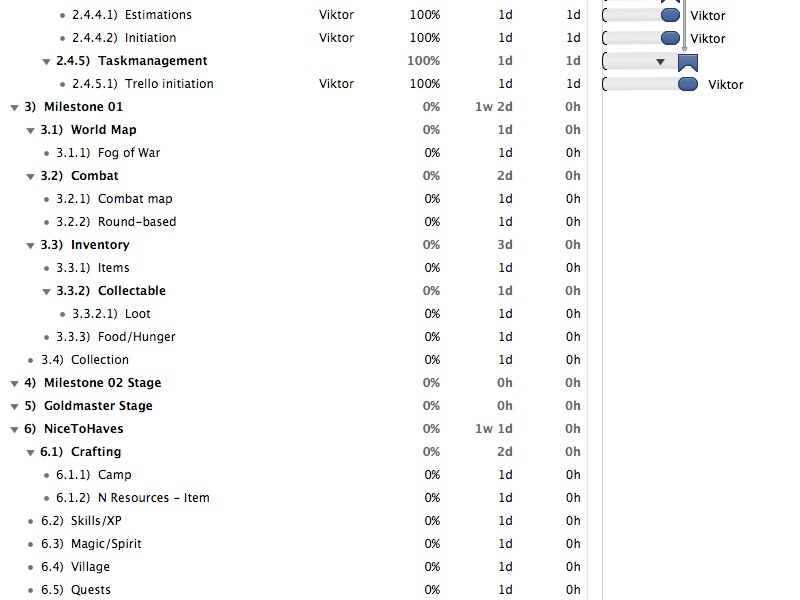 2.4.4.1) Estimations Viktor 100% 1d 1d Viktor
2.4.4.2) Initiation Viktor 100% 1d 1d Viktor
2.4.5) Taskmanagement 100% 1d 1d
2.4.5.1) Trello initiation Viktor 100% 1d 1d Viktor
3) Milestone 01 0% 1w 2d 0h
3.1) World Map 0% 1d 0h
3.1.1) Fog of War 0% 1d 0h
3.2) Combat 0% 2d 0h
3.2.1) Combat map 0% 1d 0h
3.2.2) Round-based 0% 1d 0h
3.3) Inventory 0% 3d 0h
3.3.1) Items 0% 1d 0h
3.3.2) Collectable 0% 1d 0h
3.3.2.1) Loot 0% 1d 0h
3.3.3) Food/Hunger 0% 1d 0h
3.4) Collection 0% 1d 0h
4) Milestone 02 Stage 0% 0h 0h
5) Goldmaster Stage 0% 0h 0h
6) NiceToHaves 0% 1w 1d 0h
6.1) Crafting 0% 2d 0h
6.1.1) Camp 0% 1d 0h
6.1.2) N Resources - Item 0% 1d 0h
6.2) Skills/XP 0% 1d 0h
6.3) Magic/Spirit 0% 1d 0h
6.4) Village 0% 1d 0h
6.5) Quests 0% 1d 0h